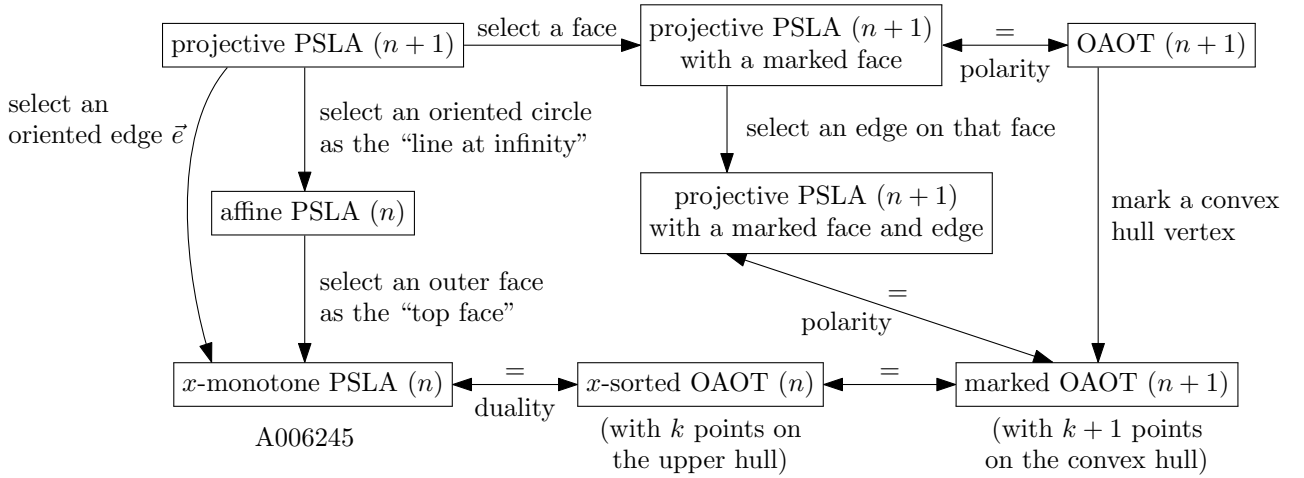 projective PSLA (n + 1)
select a face
projective PSLA (n + 1)
with a marked face
=
polarity
OAOT (n + 1)
select an
oriented edge e⃗
select an oriented circle
as the “line at infinity”
select an edge on that face
affine PSLA (n)
projective PSLA (n + 1)
with a marked face and edge
mark a convex
hull vertex
select an outer face
as the “top face”
=
polarity
x-monotone PSLA (n)
=
duality
x-sorted OAOT (n)
=
marked OAOT (n + 1)
A006245
(with k points on
the upper hull)
(with k + 1 points
on the convex hull)